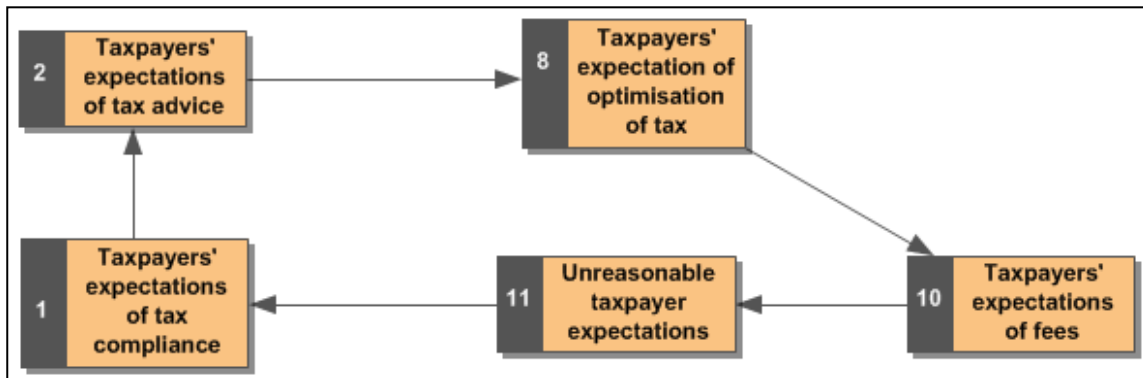 2
Taxpayers'
expectations
of tax advice
8
Taxpayers'
expectation of
optimisation
of tax
1
Taxpayers'
expectations
of tax
compliance
11
Unreasonable
taxpayer
expectations
10
Taxpayers'
expectations
of fees